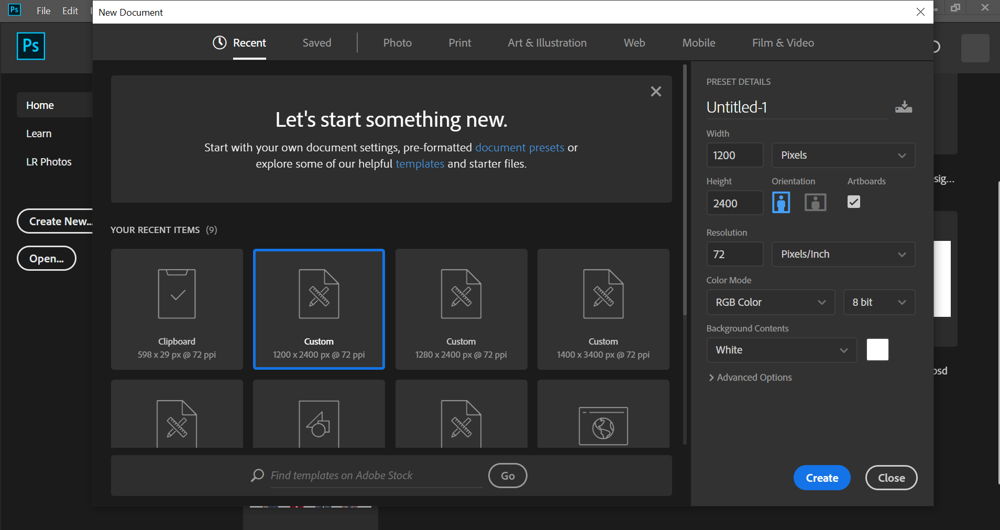 Ps File Edit
New Document
Ps
Recent Saved Photo Print Art & Illustration Web Mobile Film & Video
Home
Learn
LR Photos
Create New...
Open...
Let's start something new.
Start with your own document settings, pre-formatted document presets or
explore some of our helpful templates and starter files.
YOUR RECENT ITEMS (9)
Clipboard
598 x 29 px @ 72 ppi
Custom
1200 x 2400 px @ 72 ppi
Custom
1280 x 2400 px @ 72 ppi
Custom
1400 x 3400 px @ 72 ppi
Find templates on Adobe Stock
Go
PRESET DETAILS
Untitled-1
Width
1200 Pixels
Height Orientation Artboards
2400
Resolution
72 Pixels/Inch
Color Mode
RGB Color 8 bit
Background Contents
White
Advanced Options
Create Close